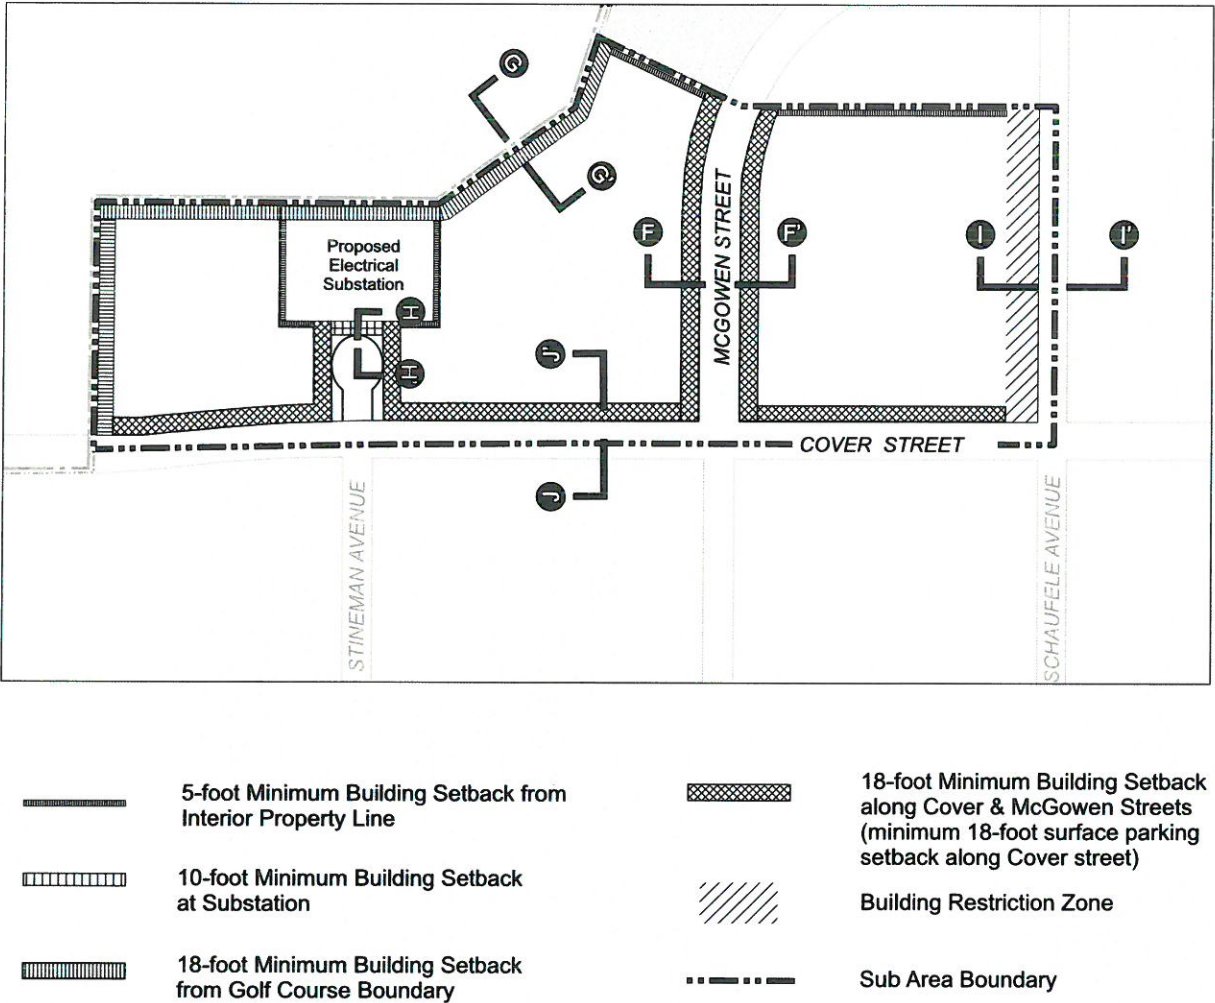 G
G'
Proposed
Electrical
Substation
F
F'
I
I'
MCGOWEN STREET
H
H'
J'
COVER STREET
J
STINEMAN AVENUE
SCHAUFELE AVENUE
5-foot Minimum Building Setback from
Interior Property Line
10-foot Minimum Building Setback
at Substation
18-foot Minimum Building Setback
from Golf Course Boundary
18-foot Minimum Building Setback
along Cover & McGowen Streets
(minimum 18-foot surface parking
setback along Cover street)
Building Restriction Zone
Sub Area Boundary